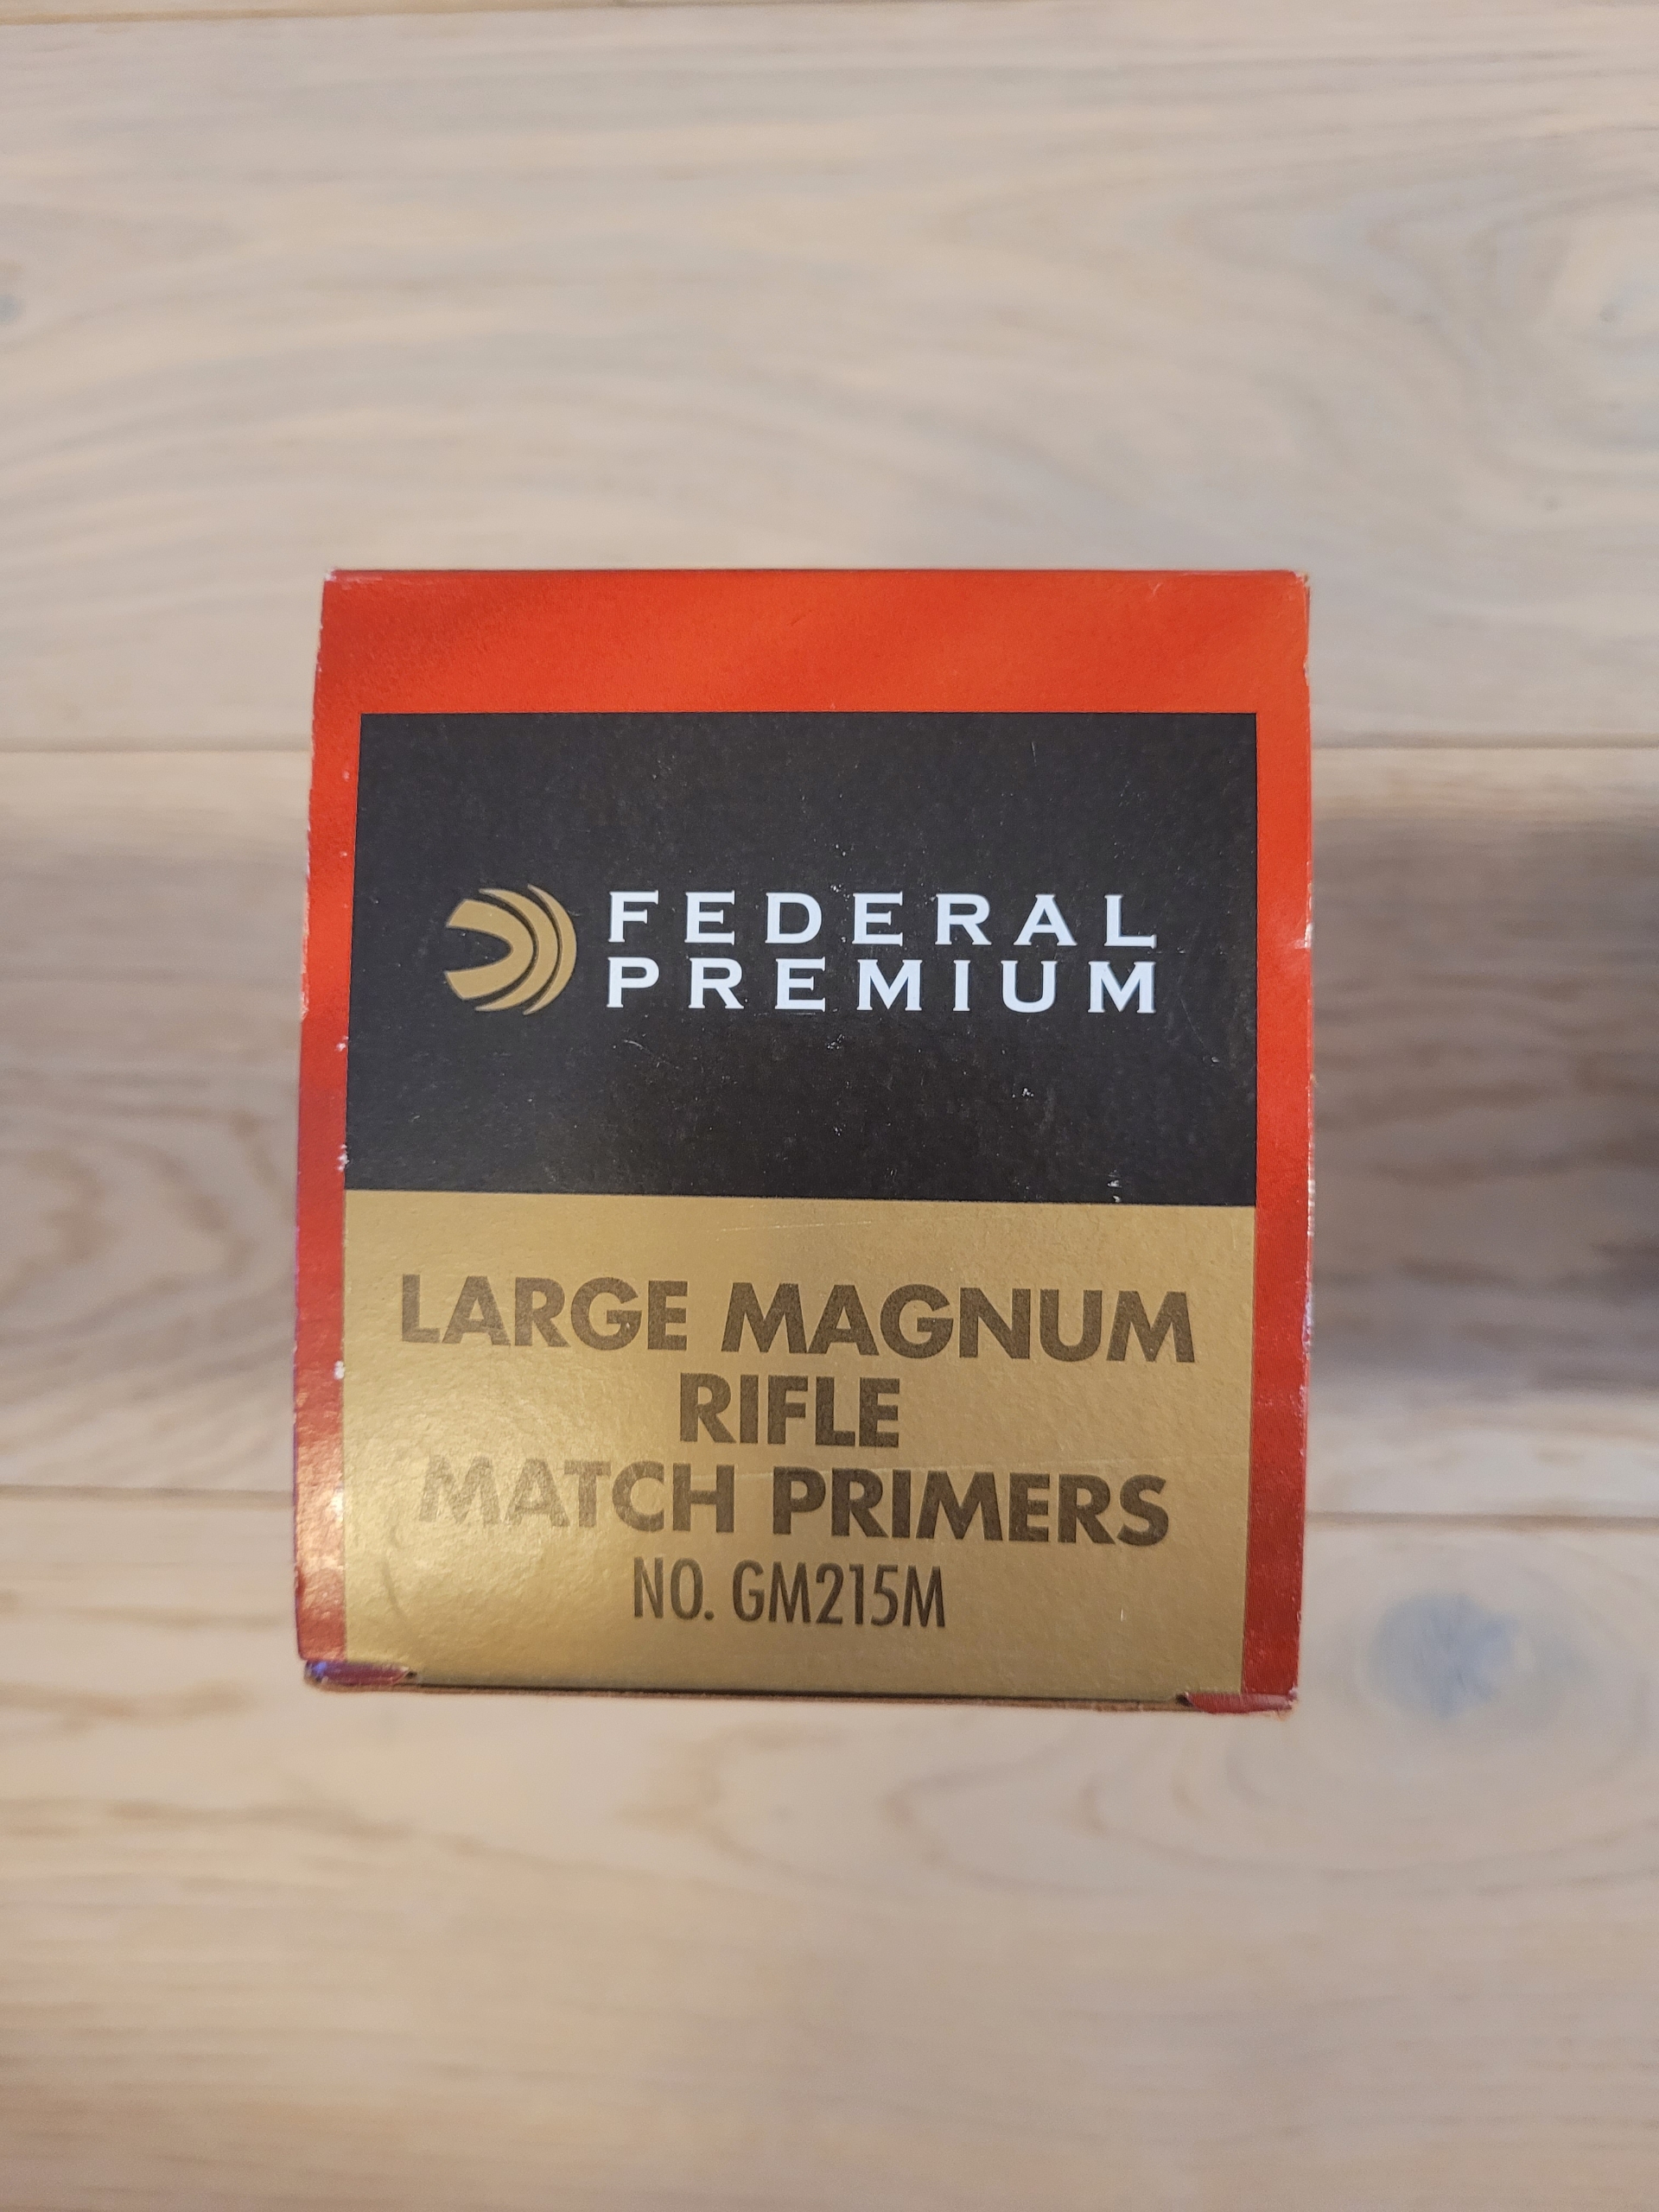 FEDERAL
PREMIUM
LARGE MAGNUM
RIFLE
MATCH PRIMERS
NO. GM215M